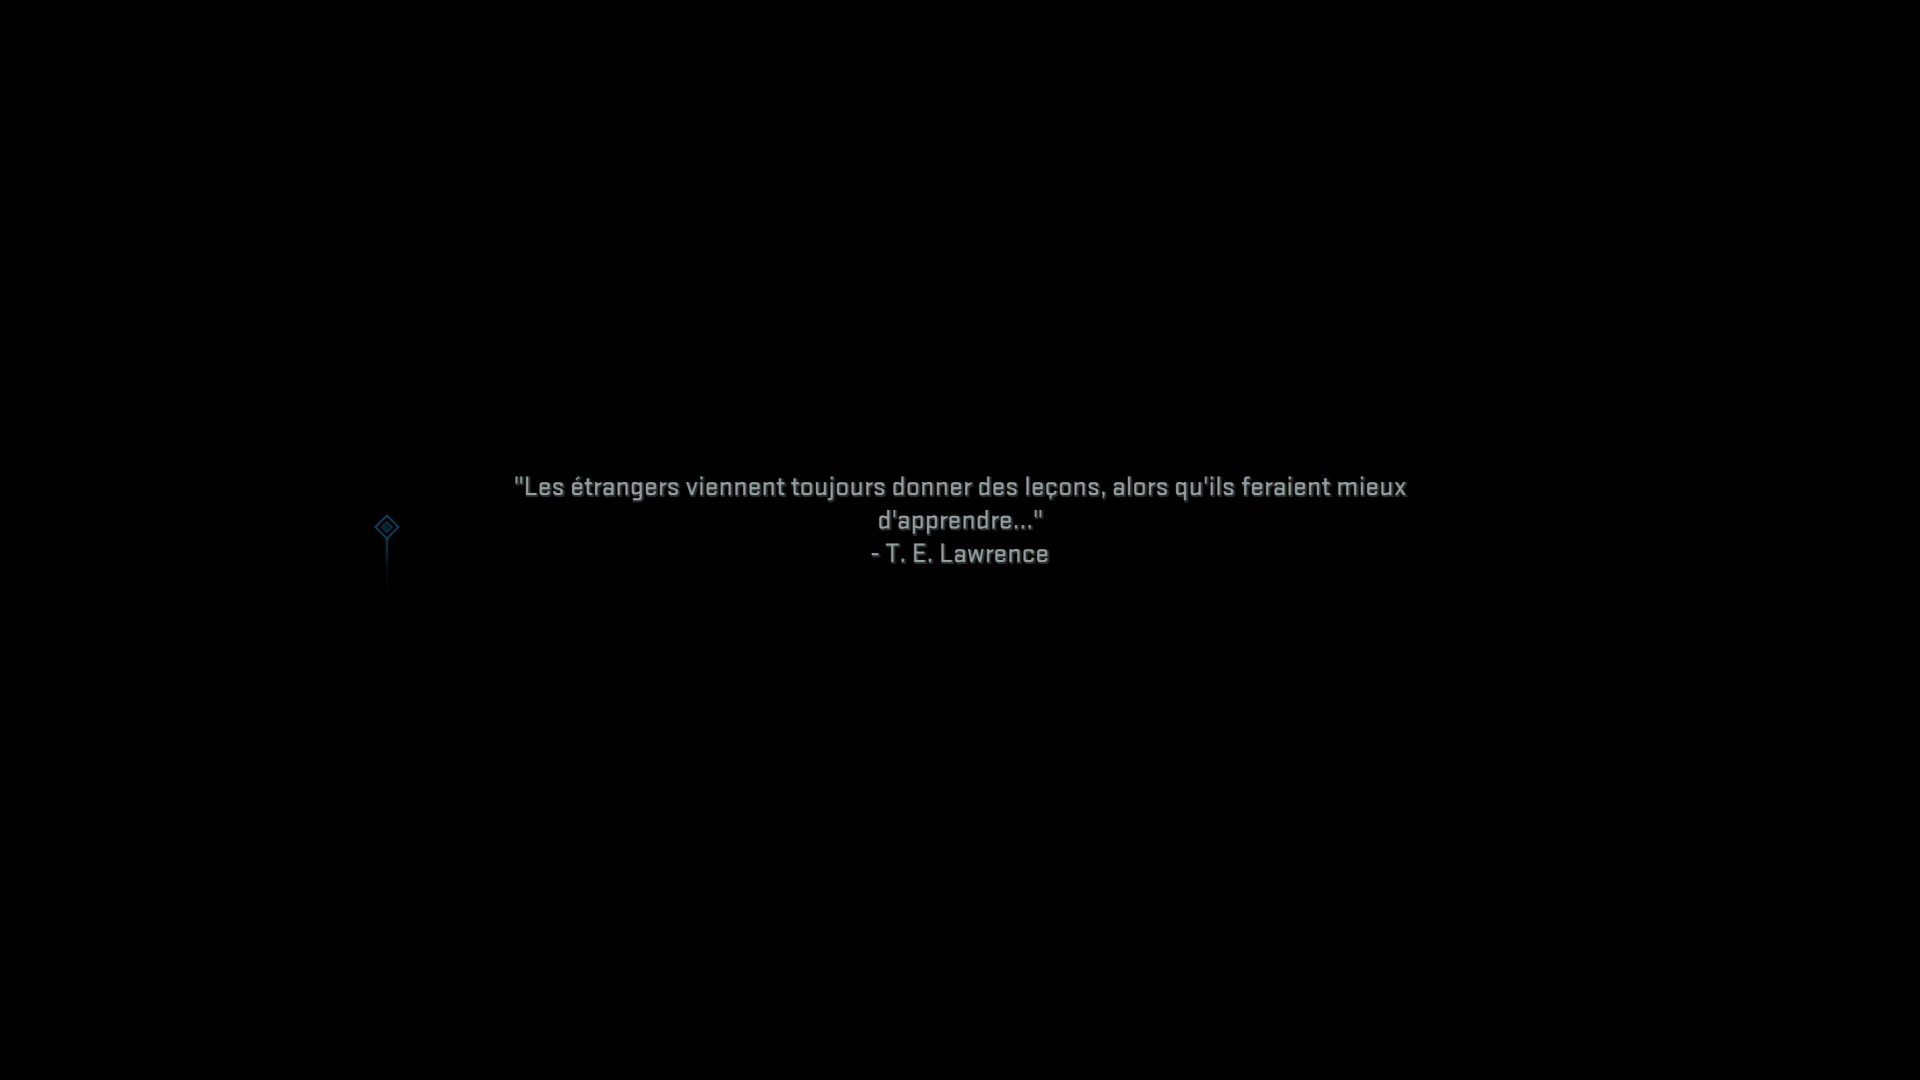 "Les étrangers viennent toujours donner des leçons, alors qu'ils feraient mieux
d'apprendre..."
- T. E. Lawrence